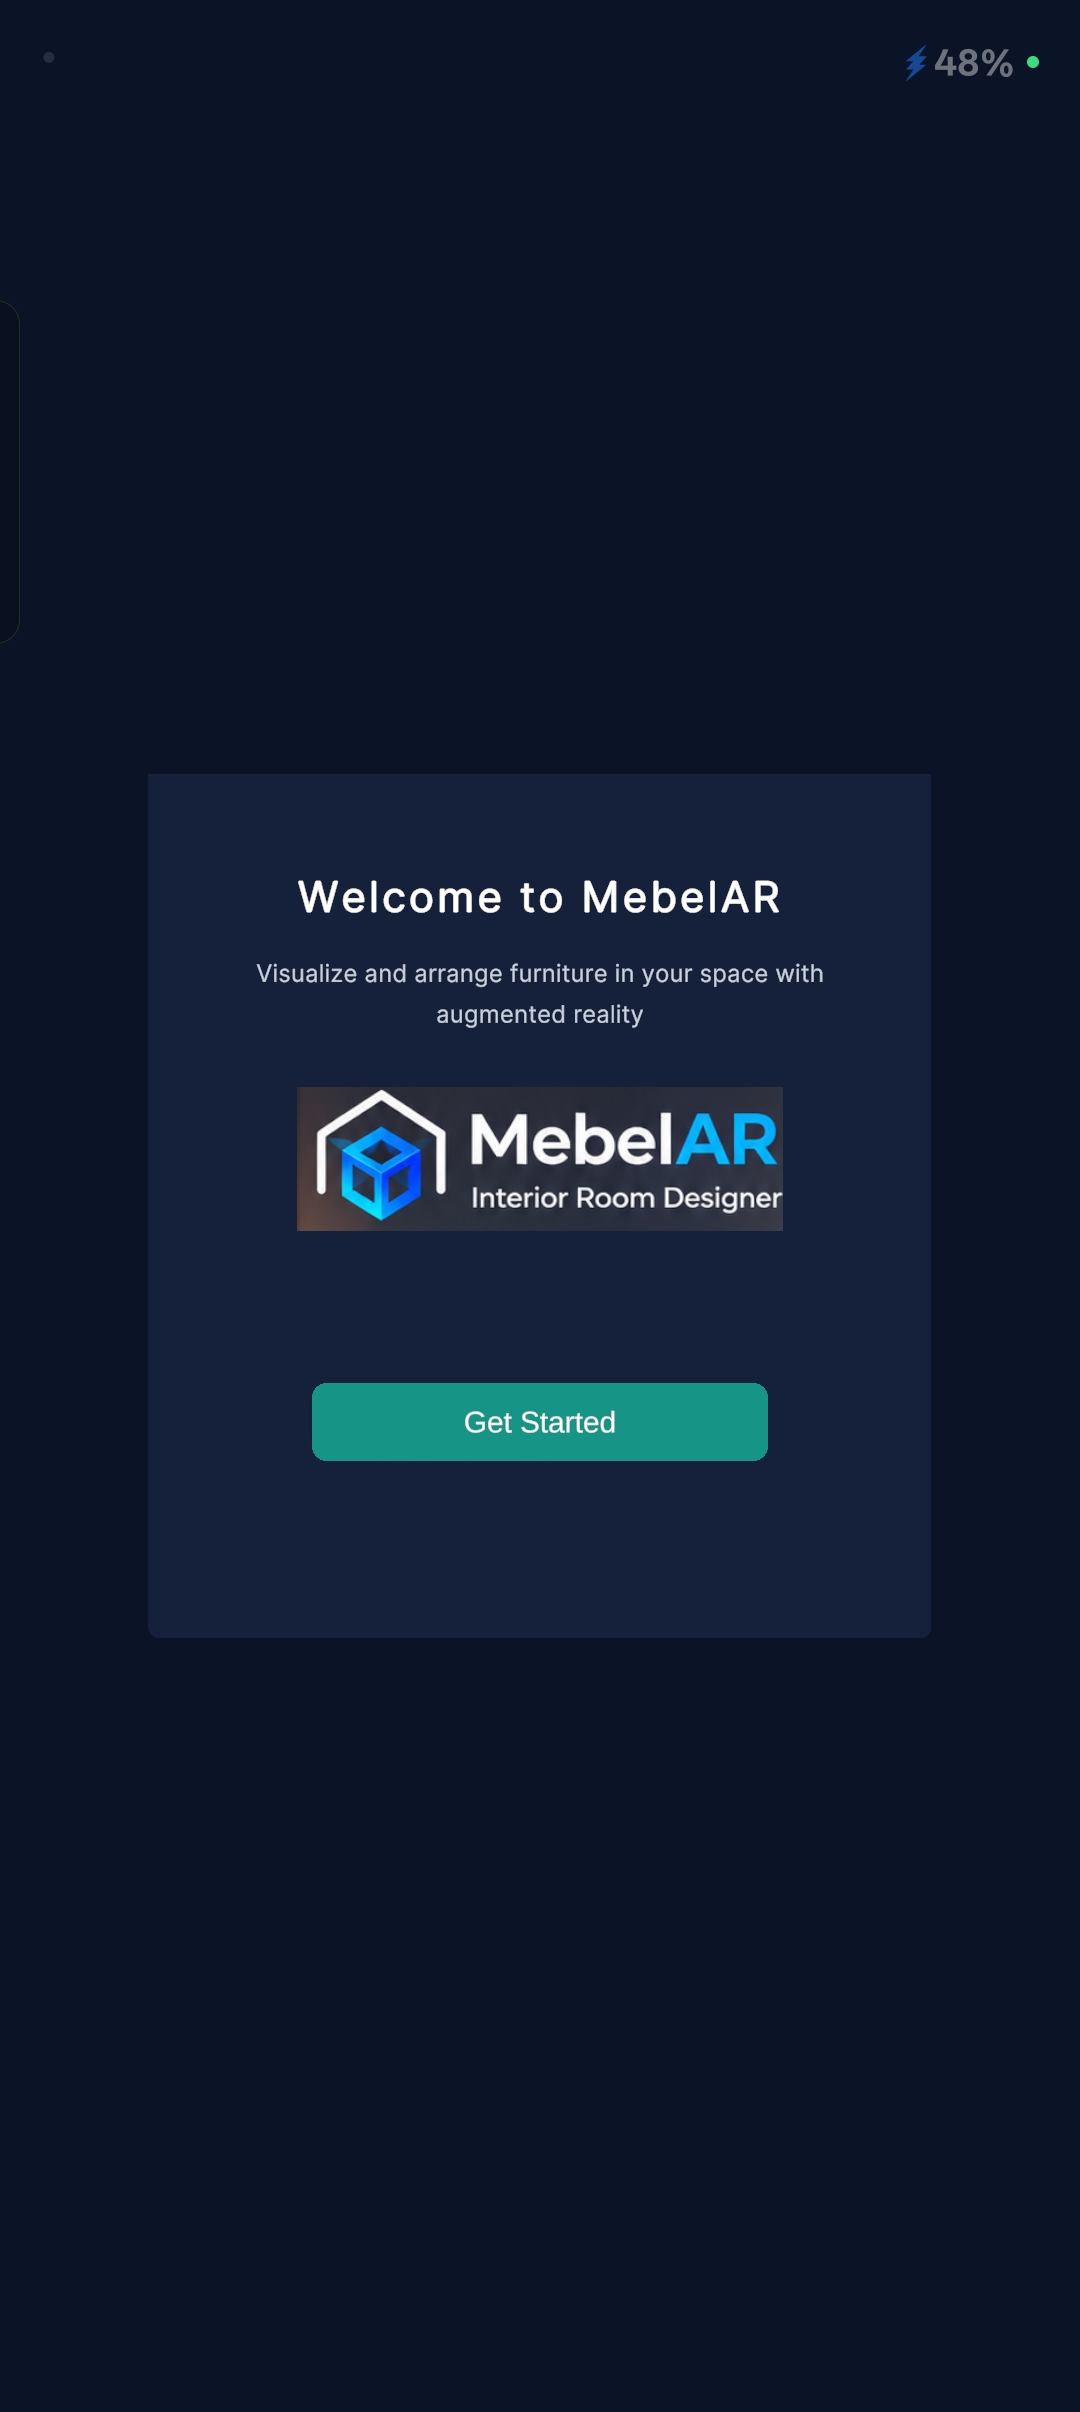 48%
Welcome to MebelAR
Visualize and arrange furniture in your space with
augmented reality
MebelAR
Interior Room Designer
Get Started